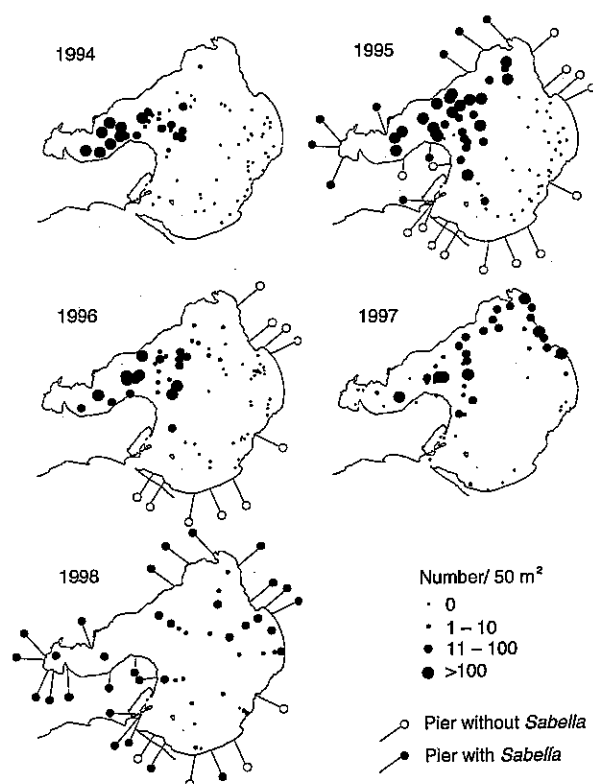 1994
1995
1996
1997
1998
Number/ 50 m²
0
1 – 10
11 – 100
>100
Pier without Sabella
Pier with Sabella